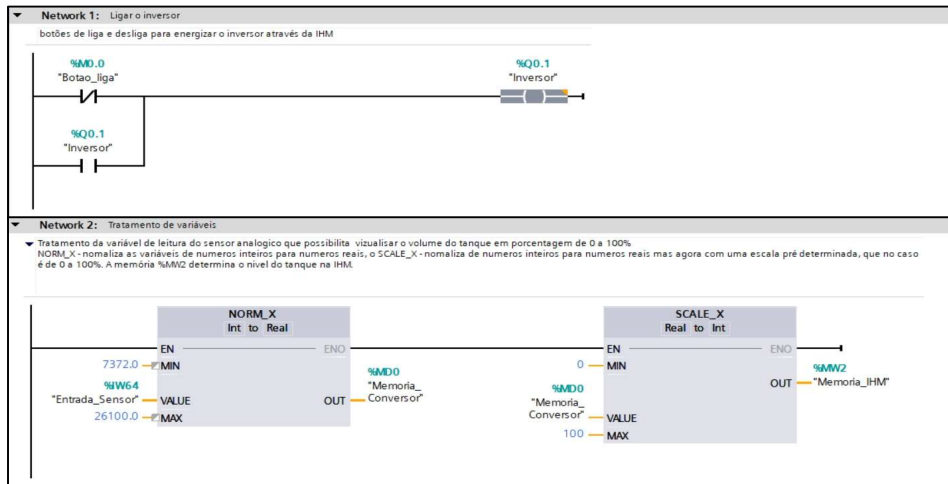 Network 1: Ligar o inversor
botões de liga e desliga para energizar o inversor através da IHM
%M0.0
"Botao_liga"
%Q0.1
"Inversor"
%Q0.1
"Inversor"
Network 2: Tratamento de variáveis
Tratamento da variável de leitura do sensor analogico que possibilita vizualisar o volume do tanque em porcentagem de 0 a 100%
NORM_X - nomaliza as variáveis de numeros inteiros para numeros reais, o SCALE_X - nomaliza de numeros inteiros para numeros reais mas agora com uma escala pré determinada, que no caso
é de 0 a 100%. A memória %MW2 determina o nivel do tanque na IHM.
NORM_X
Int to Real
EN
ENO
7372.0
MIN
%IW64
"Entrada_Sensor"
VALUE
26100.0
MAX
OUT
%MD0
"Memoria_
Conversor"
SCALE_X
Real to Int
EN
ENO
0
MIN
%MD0
"Memoria_
Conversor"
VALUE
100
MAX
OUT
%MW2
"Memoria_IHM"